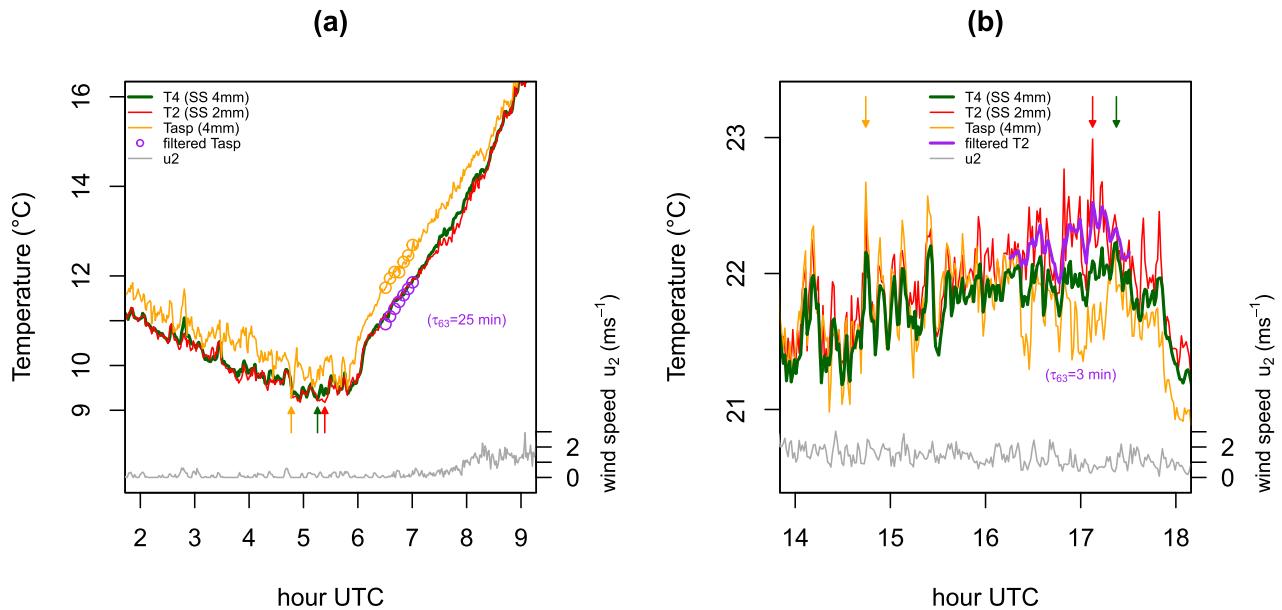 (a)
T4 (SS 4mm)
T2 (SS 2mm)
Tasp (4mm)
filtered Tasp
u2
(τ63=25 min)
Temperature (°C)
9
10
11
12
14
16
wind speed u2 (ms−1)
0
2
2 3 4 5 6 7 8 9
hour UTC
(b)
T4 (SS 4mm)
T2 (SS 2mm)
Tasp (4mm)
filtered T2
u2
(τ63=3 min)
Temperature (°C)
21
22
23
wind speed u2 (ms−1)
0
2
14 15 16 17 18
hour UTC